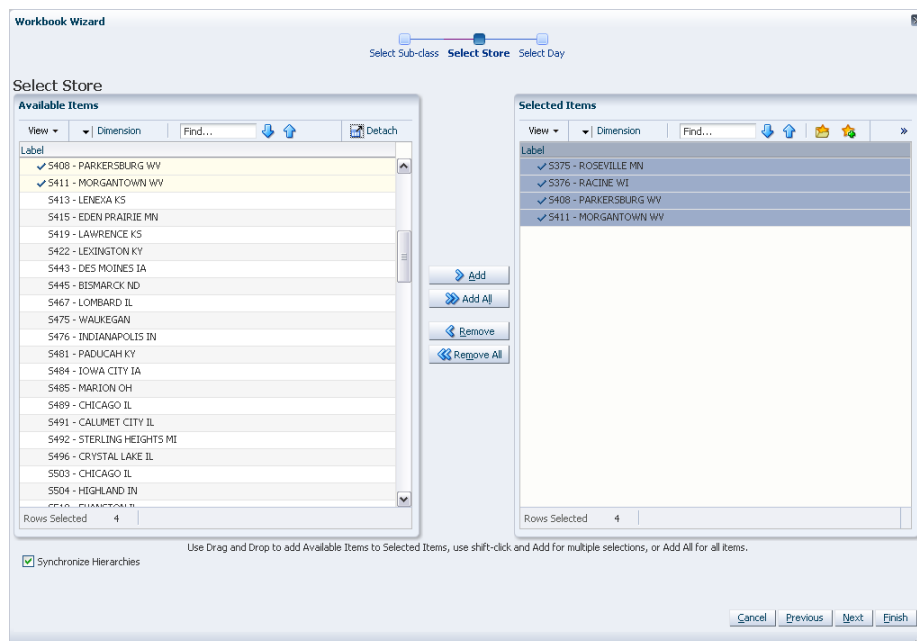 Workbook Wizard
Select Sub-class Select Store Select Day
Select Store
Available Items
View Dimension Find... Detach
Label
S408 - PARKERSBURG WV
S411 - MORGANTOWN WV
S413 - LENEXA KS
S415 - EDEN PRAIRIE MN
S419 - LAWRENCE KS
S422 - LEXINGTON KY
S443 - DES MOINES IA
S445 - BISMARCK ND
S467 - LOMBARD IL
S475 - WAUKEGAN
S476 - INDIANAPOLIS IN
S481 - PADUCAH KY
S484 - IOWA CITY IA
S485 - MARION OH
S489 - CHICAGO IL
S491 - CALUMET CITY IL
S492 - STERLING HEIGHTS MI
S496 - CRYSTAL LAKE IL
S503 - CHICAGO IL
S504 - HIGHLAND IN
Rows Selected 4
Add
Add All
Remove
Remove All
Selected Items
View Dimension Find... »
Label
S375 - ROSEVILLE MN
S376 - RACINE WI
S408 - PARKERSBURG WV
S411 - MORGANTOWN WV
Rows Selected 4
Use Drag and Drop to add Available Items to Selected Items, use shift-click and Add for multiple selections, or Add All for all items.
Synchronize Hierarchies
Cancel Previous Next Finish